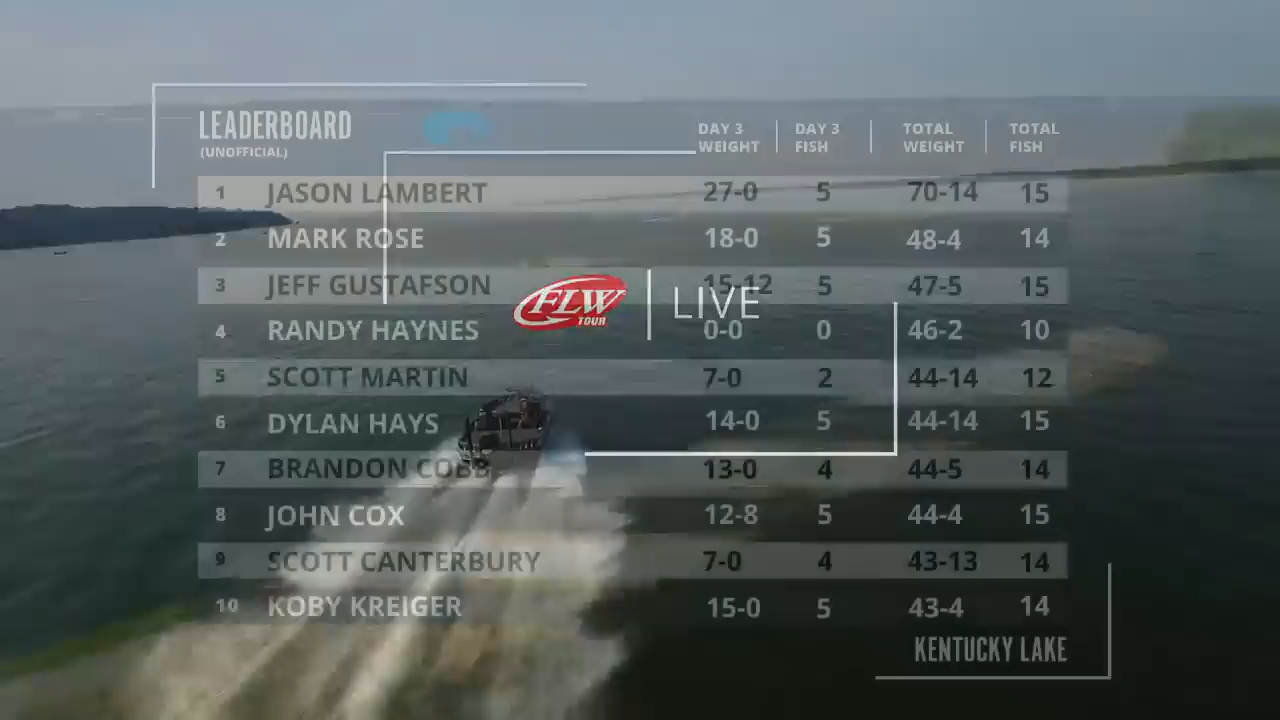 LEADERBOARD
(UNOFFICIAL)
DAY 3 WEIGHT DAY 3 FISH TOTAL WEIGHT TOTAL FISH
1 JASON LAMBERT 27-0 5 70-14 15
2 MARK ROSE 18-0 5 48-4 14
3 JEFF GUSTAFSON 15-12 5 47-5 15
FLW TOUR LIVE
4 RANDY HAYNES 0-0 0 46-2 10
5 SCOTT MARTIN 7-0 2 44-14 12
6 DYLAN HAYS 14-0 5 44-14 15
7 BRANDON COBB 13-0 4 44-5 14
8 JOHN COX 12-8 5 44-4 15
9 SCOTT CANTERBURY 7-0 4 43-13 14
10 KOBY KREIGER 15-0 5 43-4 14
KENTUCKY LAKE